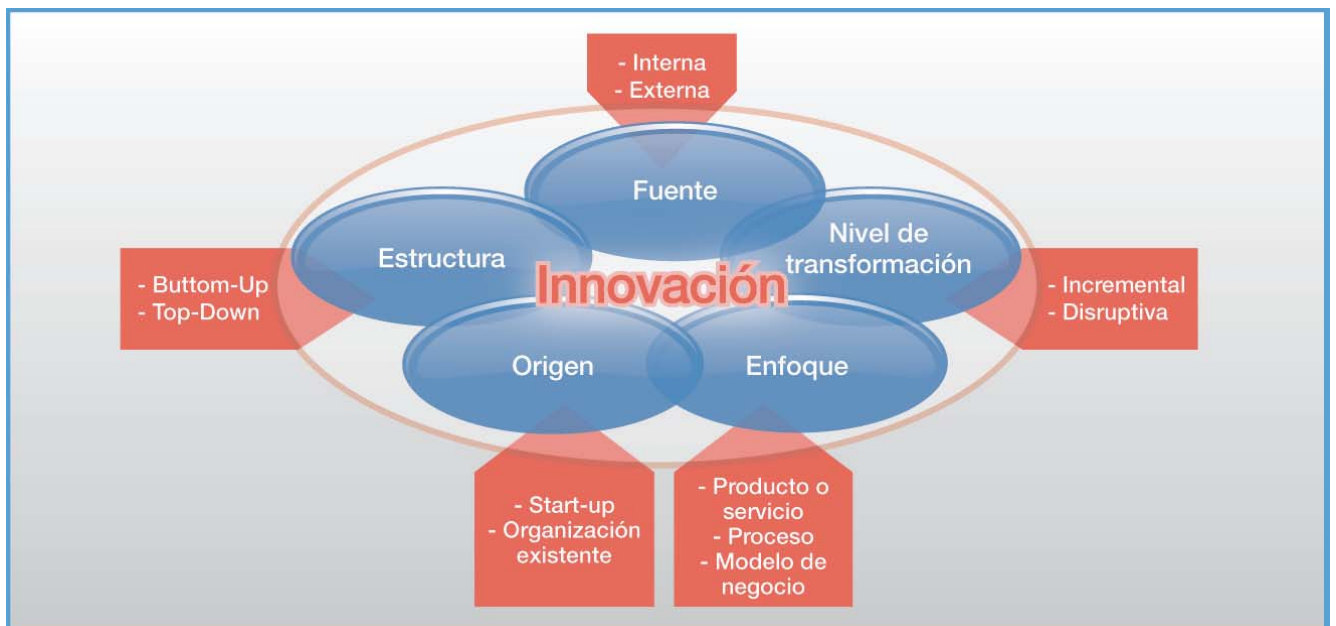 - Interna
- Externa
Fuente
Estructura
Nivel de
transformación
Innovación
- Buttom-Up
- Top-Down
- Incremental
- Disruptiva
Origen
Enfoque
- Start-up
- Organización
existente
- Producto o
servicio
- Proceso
- Modelo de
negocio